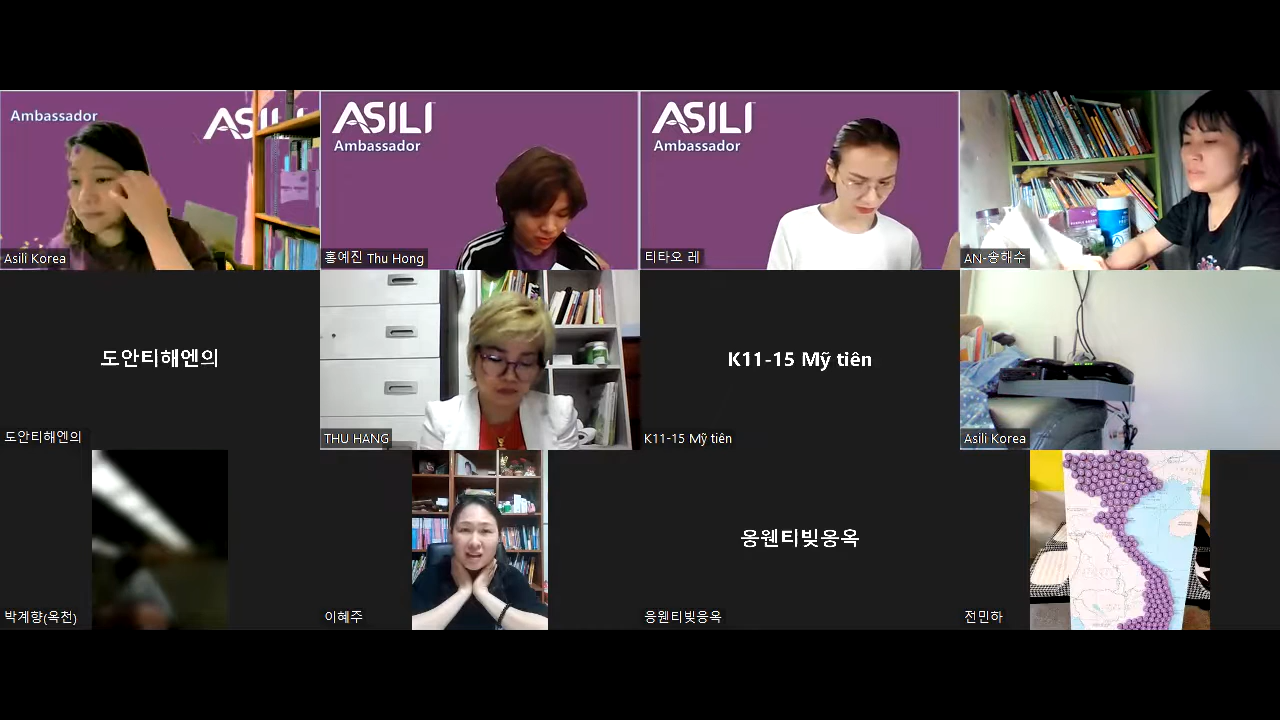 Ambassador
ASILI
Asili Korea
ASILI
Ambassador
홍예진 Thu Hong
ASILI
Ambassador
티타오 레
AN-송해수
도안티해엔의
도안티해엔의
THU HANG
K11-15 Mỹ tiên
K11-15 Mỹ tiên
Asili Korea
박계향(옥천)
이혜주
응웬티빛응옥
응웬티빛응옥
전민하